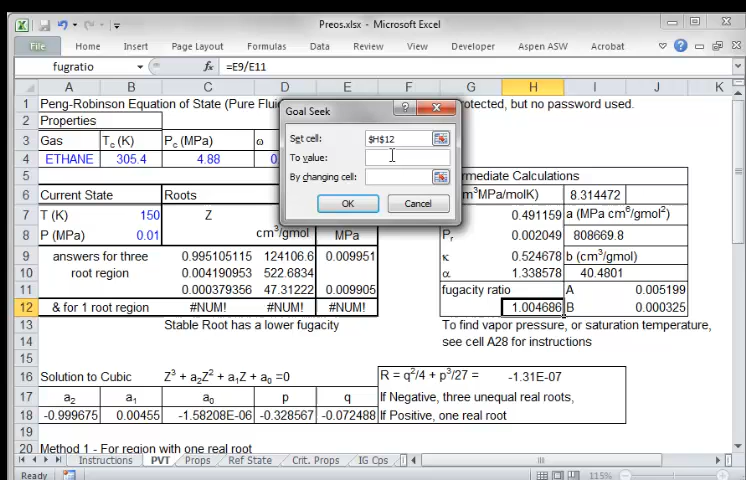 Preos.xlsx - Microsoft Excel
File Home Insert Page Layout Formulas Data Review View Developer Aspen ASW Acrobat
fugratio fx =E9/E11
A B C D E G H I J K
1 Peng-Robinson Equation of State (Pure Flui otected, but no password used.
2 Properties
3 Gas Tc (K) Pc (MPa) ω
4 ETHANE 305.4 4.88 0.
5 ermediate Calculations
6 Current State Roots m³MPa/molK) 8.314472
7 T (K) 150 Z 0.491159 a (MPa cm⁶/gmol²)
8 P (MPa) 0.01 cm³/gmol MPa Pr 0.002049 808669.8
9 answers for three 0.995105115 124106.6 0.009951 κ 0.524678 b (cm³/gmol)
10 root region 0.004190953 522.6834 α 1.338578 40.4801
11 0.000379356 47.31222 0.009905 fugacity ratio A 0.005199
12 & for 1 root region #NUM! #NUM! #NUM! 1.004686 B 0.000325
13 Stable Root has a lower fugacity To find vapor pressure, or saturation temperature,
14 see cell A28 for instructions
15
16 Solution to Cubic Z³ + a₂Z² + a₁Z + a₀ =0 R = q²/4 + p³/27 = -1.31E-07
17 a₂ a₁ a₀ p q If Negative, three unequal real roots,
18 -0.999675 0.00455 -1.58208E-06 -0.328567 -0.072488 If Positive, one real root
19
20 Method 1 - For region with one real root
Goal Seek
Set cell: $H$12
To value:
By changing cell:
OK Cancel
Instructions PVT Props Ref State Crit. Props IG Cps
Ready 115%